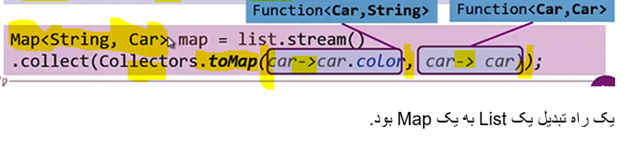 Function<Car,String> Function<Car,Car>
Map<String, Car> map = list.stream()
.collect(Collectors.toMap(car->car.color, car-> car));
یک راه تبدیل یک List به یک Map بود.